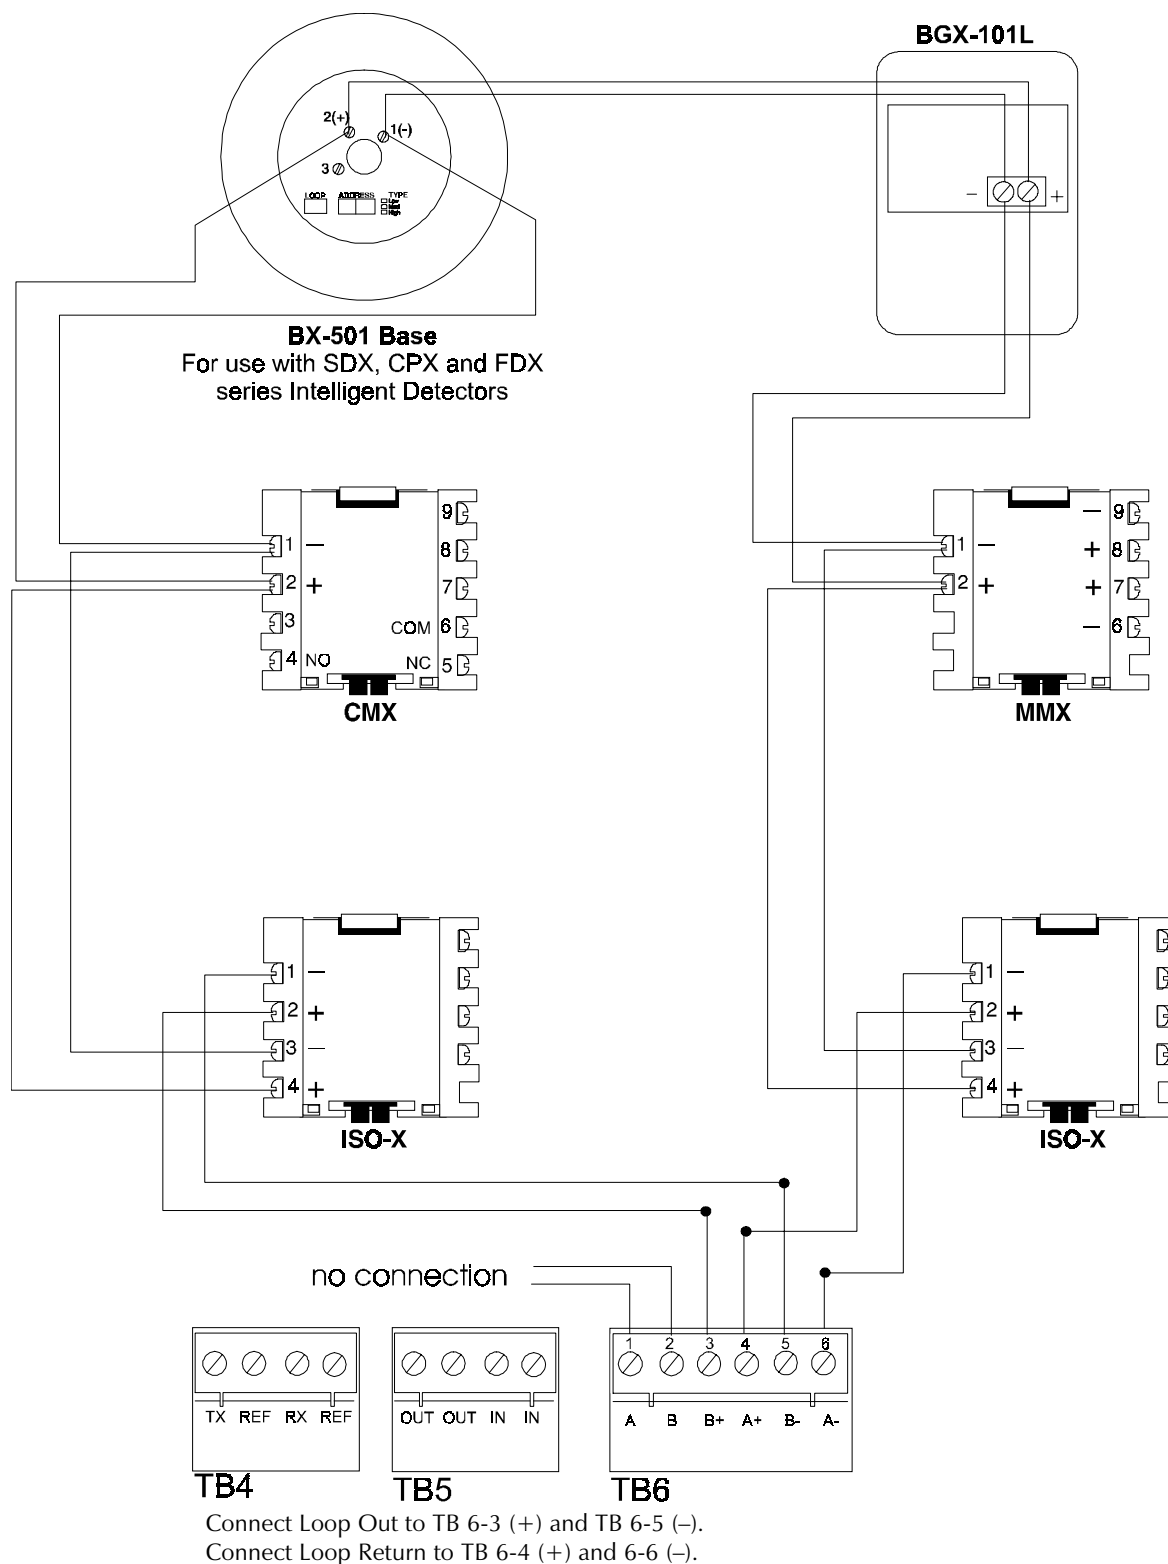 BGX-101L
2(+)
1(-)
3
LOOP ADDRESS TYPE
Low
Med
High
− +
BX-501 Base
For use with SDX, CPX and FDX
series Intelligent Detectors
9
1 − 8
2 + 7
3 COM 6
4 NO NC 5
CMX
− 9
1 − + 8
2 + + 7
− 6
MMX
1 −
2 +
3 −
4 +
ISO-X
1 −
2 +
3 −
4 +
ISO-X
no connection
1 2 3 4 5 6
TX REF RX REF
OUT OUT IN IN
A B B+ A+ B- A-
TB4
TB5
TB6
Connect Loop Out to TB 6-3 (+) and TB 6-5 (–).
Connect Loop Return to TB 6-4 (+) and 6-6 (–).